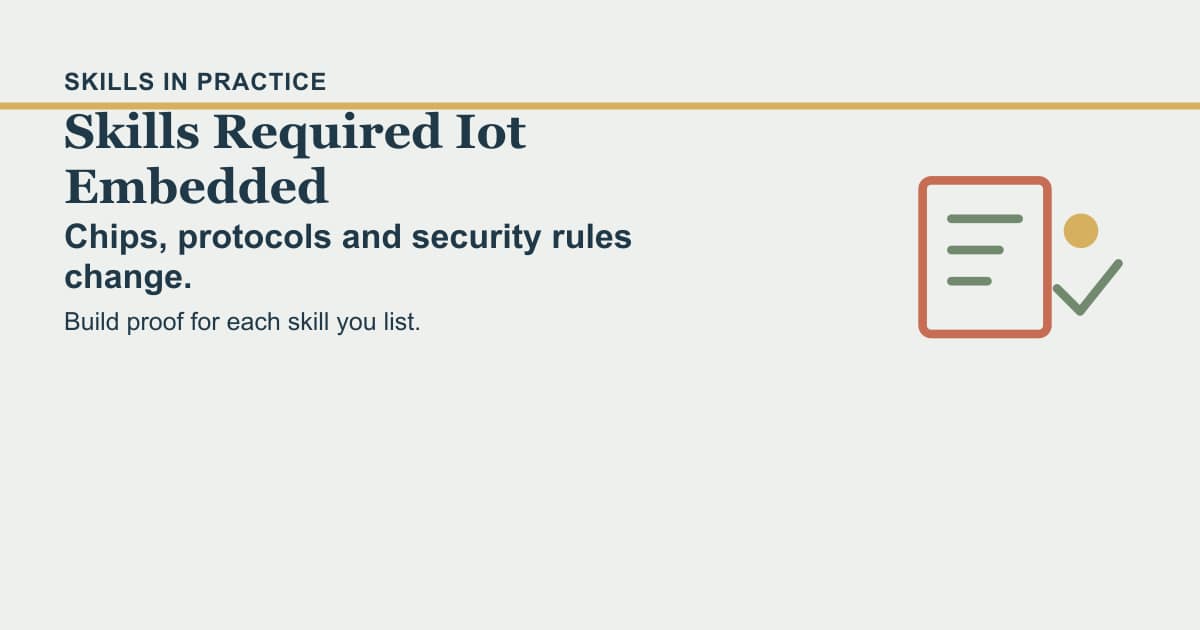 SKILLS IN PRACTICE
Skills Required Iot
Embedded
Chips, protocols and security rules
change.
Build proof for each skill you list.